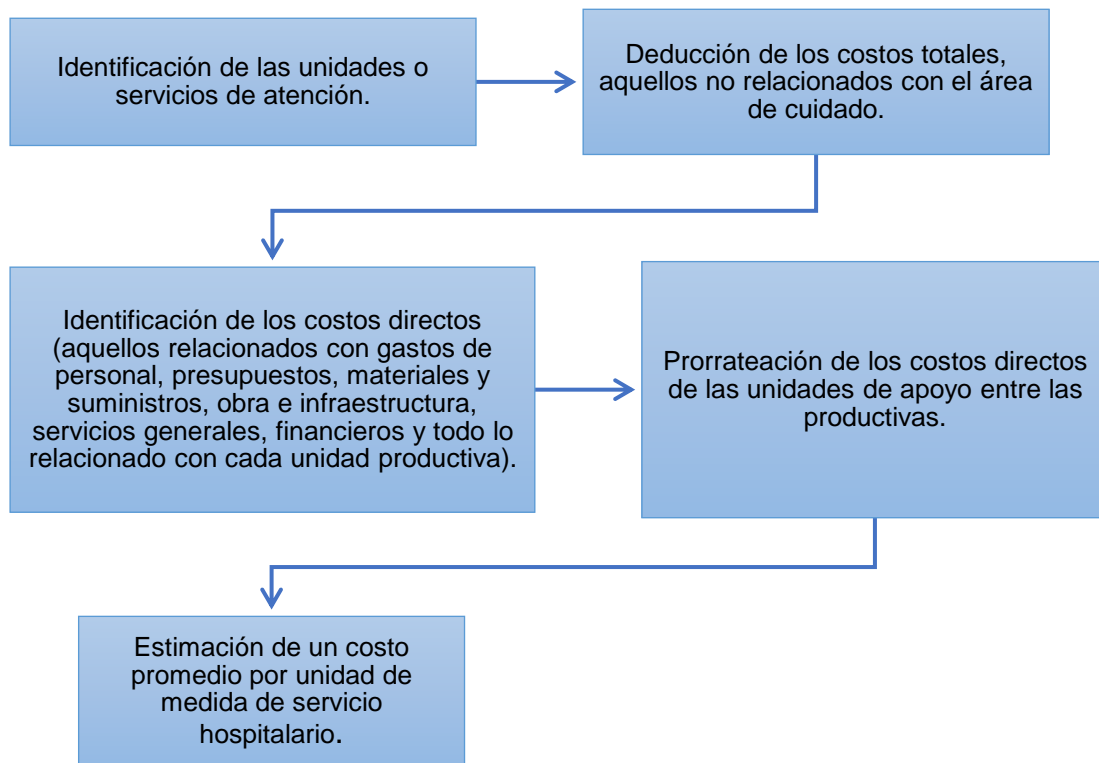 Identificación de las unidades o
servicios de atención.
Deducción de los costos totales,
aquellos no relacionados con el área
de cuidado.
Identificación de los costos directos
(aquellos relacionados con gastos de
personal, presupuestos, materiales y
suministros, obra e infraestructura,
servicios generales, financieros y todo lo
relacionado con cada unidad productiva).
Prorrateación de los costos directos
de las unidades de apoyo entre las
productivas.
Estimación de un costo
promedio por unidad de
medida de servicio
hospitalario.